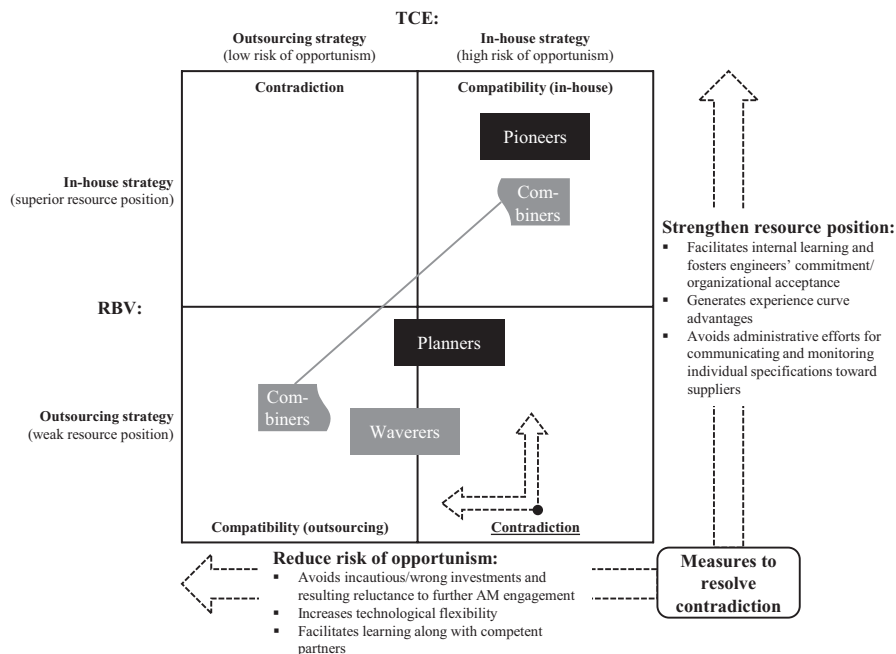 TCE:
Outsourcing strategy
(low risk of opportunism)
In-house strategy
(high risk of opportunism)
Contradiction
Compatibility (in-house)
Pioneers
In-house strategy
(superior resource position)
Com-
biners
Strengthen resource position:
▪ Facilitates internal learning and
fosters engineers’ commitment/
organizational acceptance
▪ Generates experience curve
advantages
▪ Avoids administrative efforts for
communicating and monitoring
individual specifications toward
suppliers
RBV:
Planners
Com-
biners
Outsourcing strategy
(weak resource position)
Waverers
Compatibility (outsourcing)
Contradiction
Reduce risk of opportunism:
▪ Avoids incautious/wrong investments and
resulting reluctance to further AM engagement
▪ Increases technological flexibility
▪ Facilitates learning along with competent
partners
Measures to
resolve
contradiction